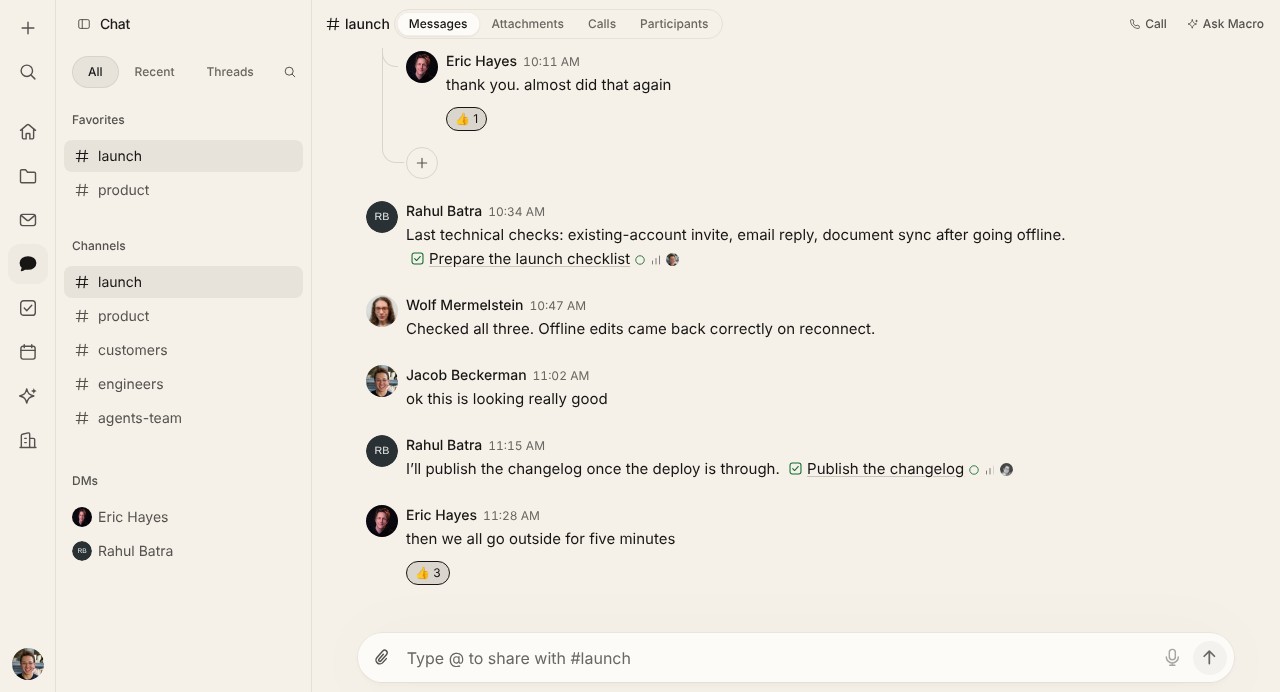 Chat
All
Recent
Threads
Favorites
# launch
# product
Channels
# launch
# product
# customers
# engineers
# agents-team
DMs
Eric Hayes
RB Rahul Batra
# launch
Messages
Attachments
Calls
Participants
Call
Ask Macro
Eric Hayes 10:11 AM
thank you. almost did that again
👍 1
RB Rahul Batra 10:34 AM
Last technical checks: existing-account invite, email reply, document sync after going offline.
Prepare the launch checklist
Wolf Mermelstein 10:47 AM
Checked all three. Offline edits came back correctly on reconnect.
Jacob Beckerman 11:02 AM
ok this is looking really good
RB Rahul Batra 11:15 AM
I’ll publish the changelog once the deploy is through. Publish the changelog
Eric Hayes 11:28 AM
then we all go outside for five minutes
👍 3
Type @ to share with #launch